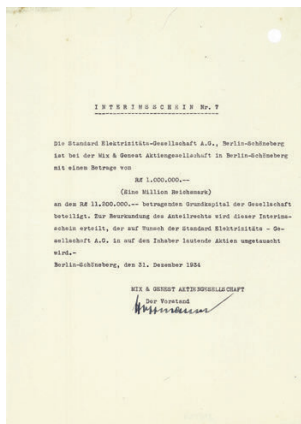 INTERIMSSCHEIN Nr. 7
Die Standard Elektrizitäts-Gesellschaft A.G., Berlin-Schöneberg
ist bei der Mix & Genest Aktiengesellschaft in Berlin-Schöneberg
mit einem Betrage von
RM 1.000.000.--
(Eine Million Reichsmark)
an dem RM 11.200.000.-- betragenden Grundkapital der Gesellschaft
beteiligt. Zur Beurkundung des Anteilrechts wird dieser Interims-
schein erteilt, der auf Wunsch der Standard Elektrizitäts - Ge-
sellschaft A.G. in auf den Inhaber lautende Aktien umgetauscht
wird.-
Berlin-Schöneberg, den 31. Dezember 1934
MIX & GENEST AKTIENGESELLSCHAFT
Der Vorstand